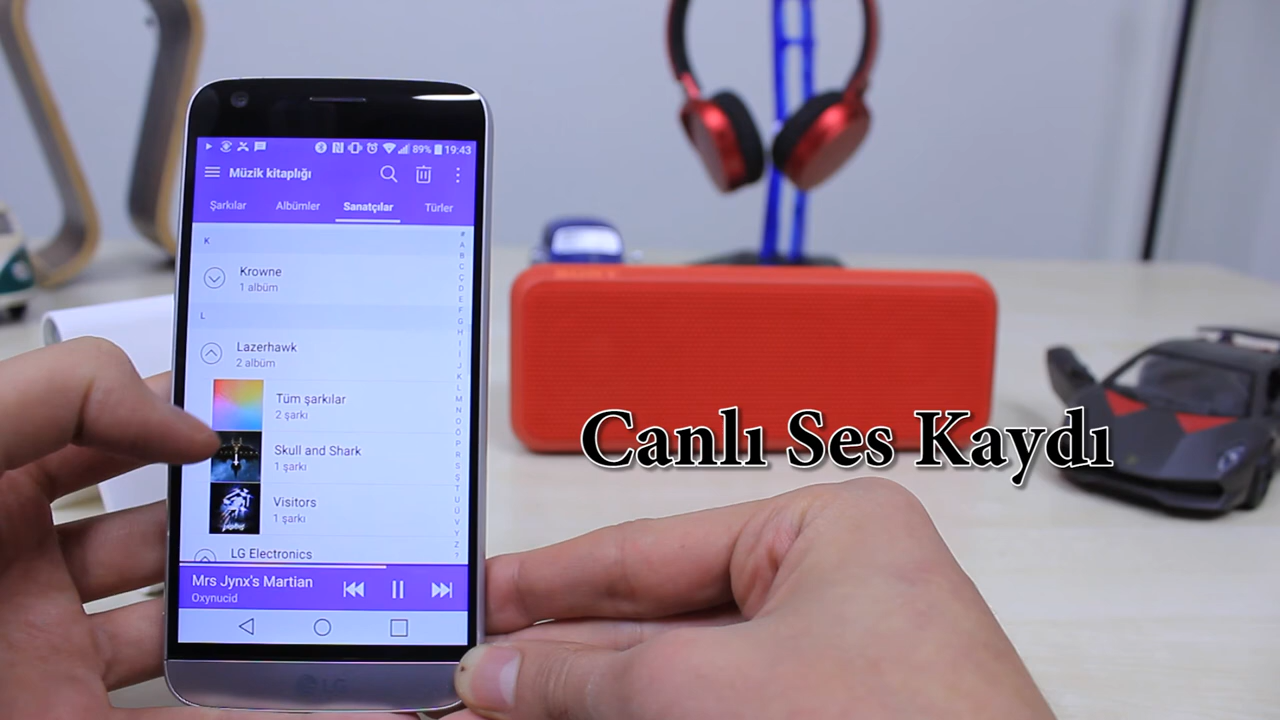 89% 19:43
Müzik kitaplığı
Şarkılar Albümler Sanatçılar Türler
K
Krowne
1 albüm
L
Lazerhawk
2 albüm
Tüm şarkılar
2 şarkı
Skull and Shark
1 şarkı
Visitors
1 şarkı
LG Electronics
Mrs Jynx's Martian
Oxynucid
LG
Canlı Ses Kaydı